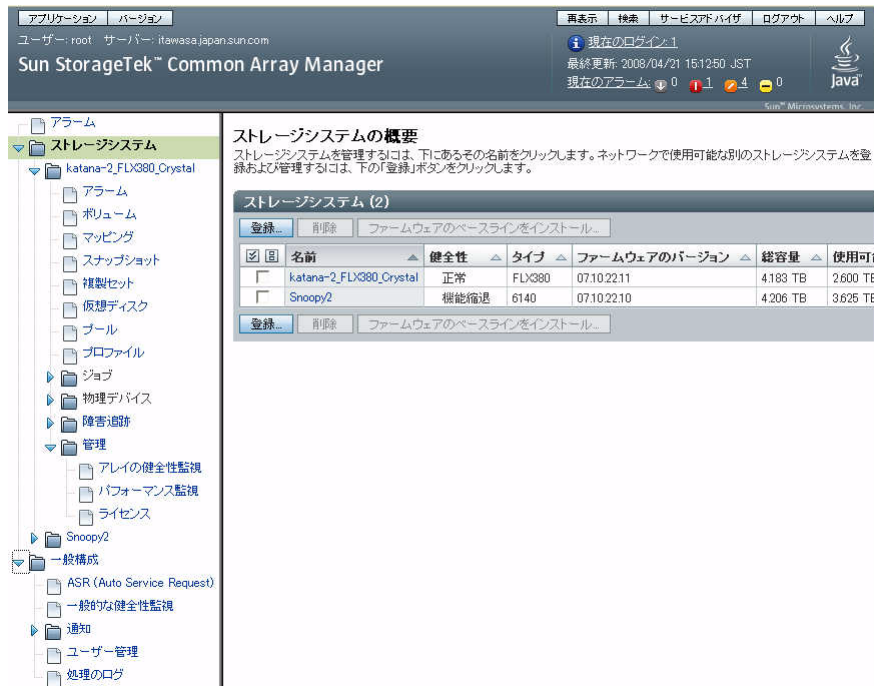 アプリケーション バージョン
再表示 検索 サービスアドバイザ ログアウト ヘルプ
ユーザー: root サーバー: itawasa.japan.sun.com
現在のログイン: 1
Sun StorageTek™ Common Array Manager
最終更新: 2008/04/21 15:12:50 JST
現在のアラーム: 0 1 4 0
Java™
Sun™ Microsystems, Inc.
アラーム
ストレージシステム
katana-2_FLX380_Crystal
アラーム
ボリューム
マッピング
スナップショット
複製セット
仮想ディスク
プール
プロファイル
ジョブ
物理デバイス
障害追跡
管理
アレイの健全性監視
パフォーマンス監視
ライセンス
Snoopy2
一般構成
ASR (Auto Service Request)
一般的な健全性監視
通知
ユーザー管理
処理のログ
ストレージシステムの概要
ストレージシステムを管理するには、下にあるその名前をクリックします。ネットワークで使用可能な別のストレージシステムを登
録および管理するには、下の「登録」ボタンをクリックします。
ストレージシステム (2)
登録... 削除 ファームウェアのベースラインをインストール...
名前 健全性 タイプ ファームウェアのバージョン 総容量 使用可
katana-2_FLX380_Crystal 正常 FLX380 07.10.22.11 4.183 TB 2.600 TB
Snoopy2 機能縮退 6140 07.10.22.10 4.206 TB 3.625 TB
登録... 削除 ファームウェアのベースラインをインストール...